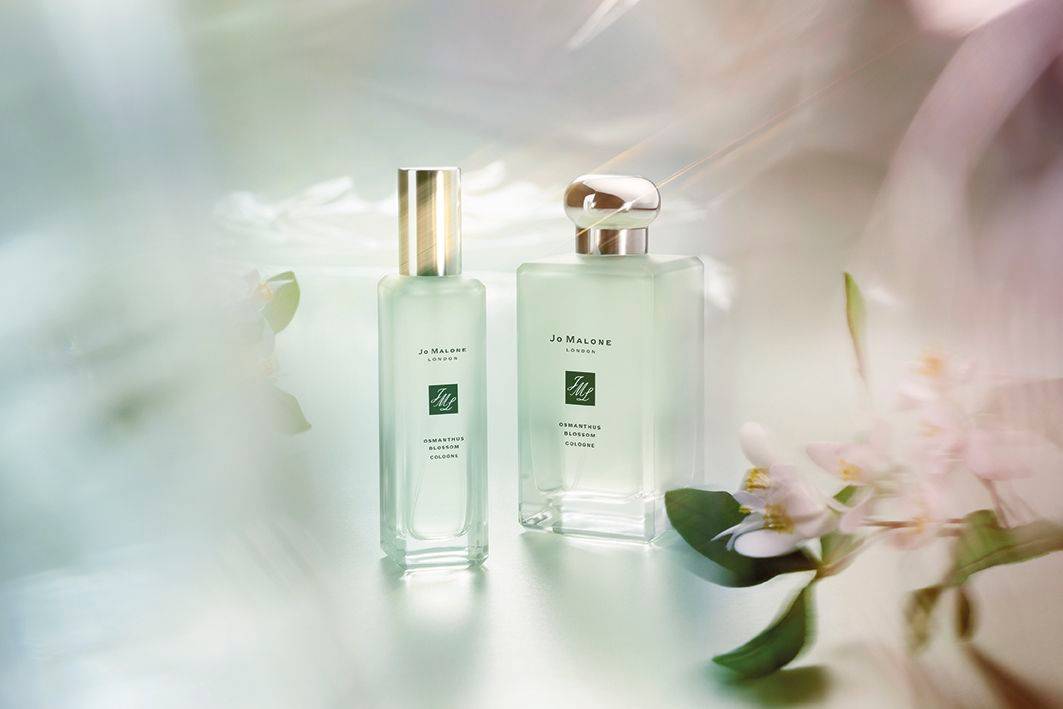 Jo MALONE
LONDON
JML
OSMANTHUS
BLOSSOM
COLOGNE
Jo MALONE
LONDON
JML
OSMANTHUS
BLOSSOM
COLOGNE